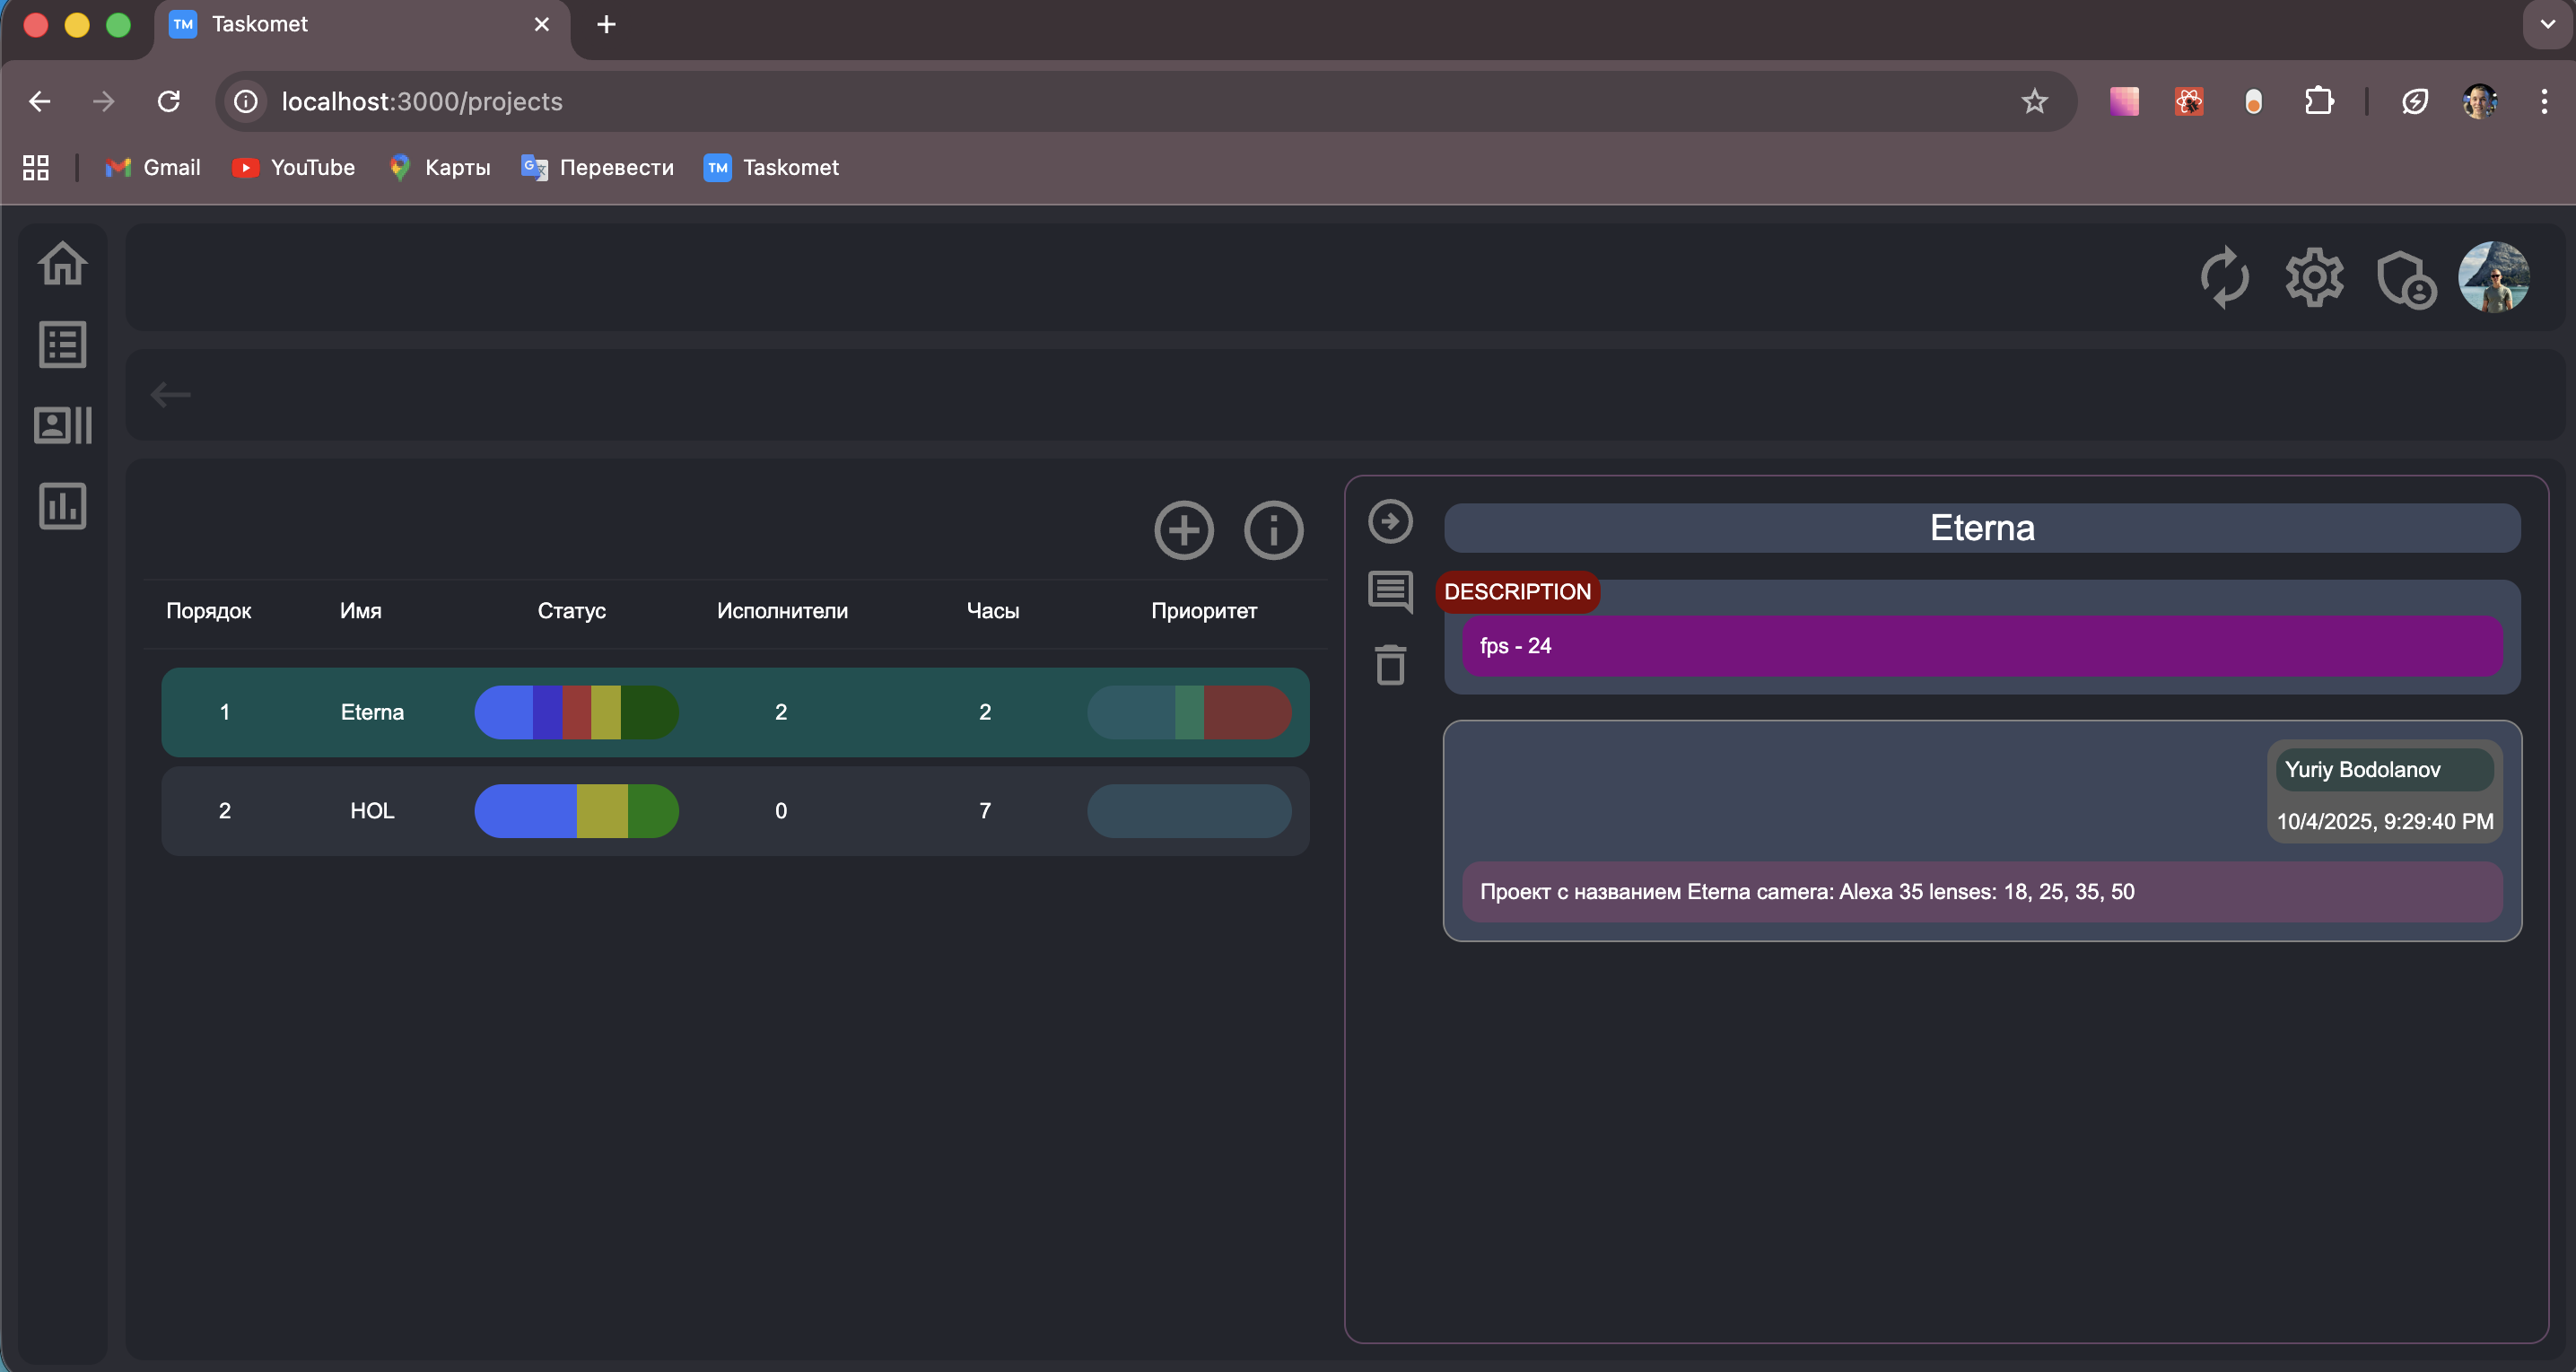 TM Taskomet
localhost:3000/projects
Gmail YouTube Карты Перевести TM Taskomet
Порядок Имя Статус Исполнители Часы Приоритет
1 Eterna 2 2
2 HOL 0 7
Eterna
DESCRIPTION
fps - 24
Yuriy Bodolanov
10/4/2025, 9:29:40 PM
Проект с названием Eterna camera: Alexa 35 lenses: 18, 25, 35, 50